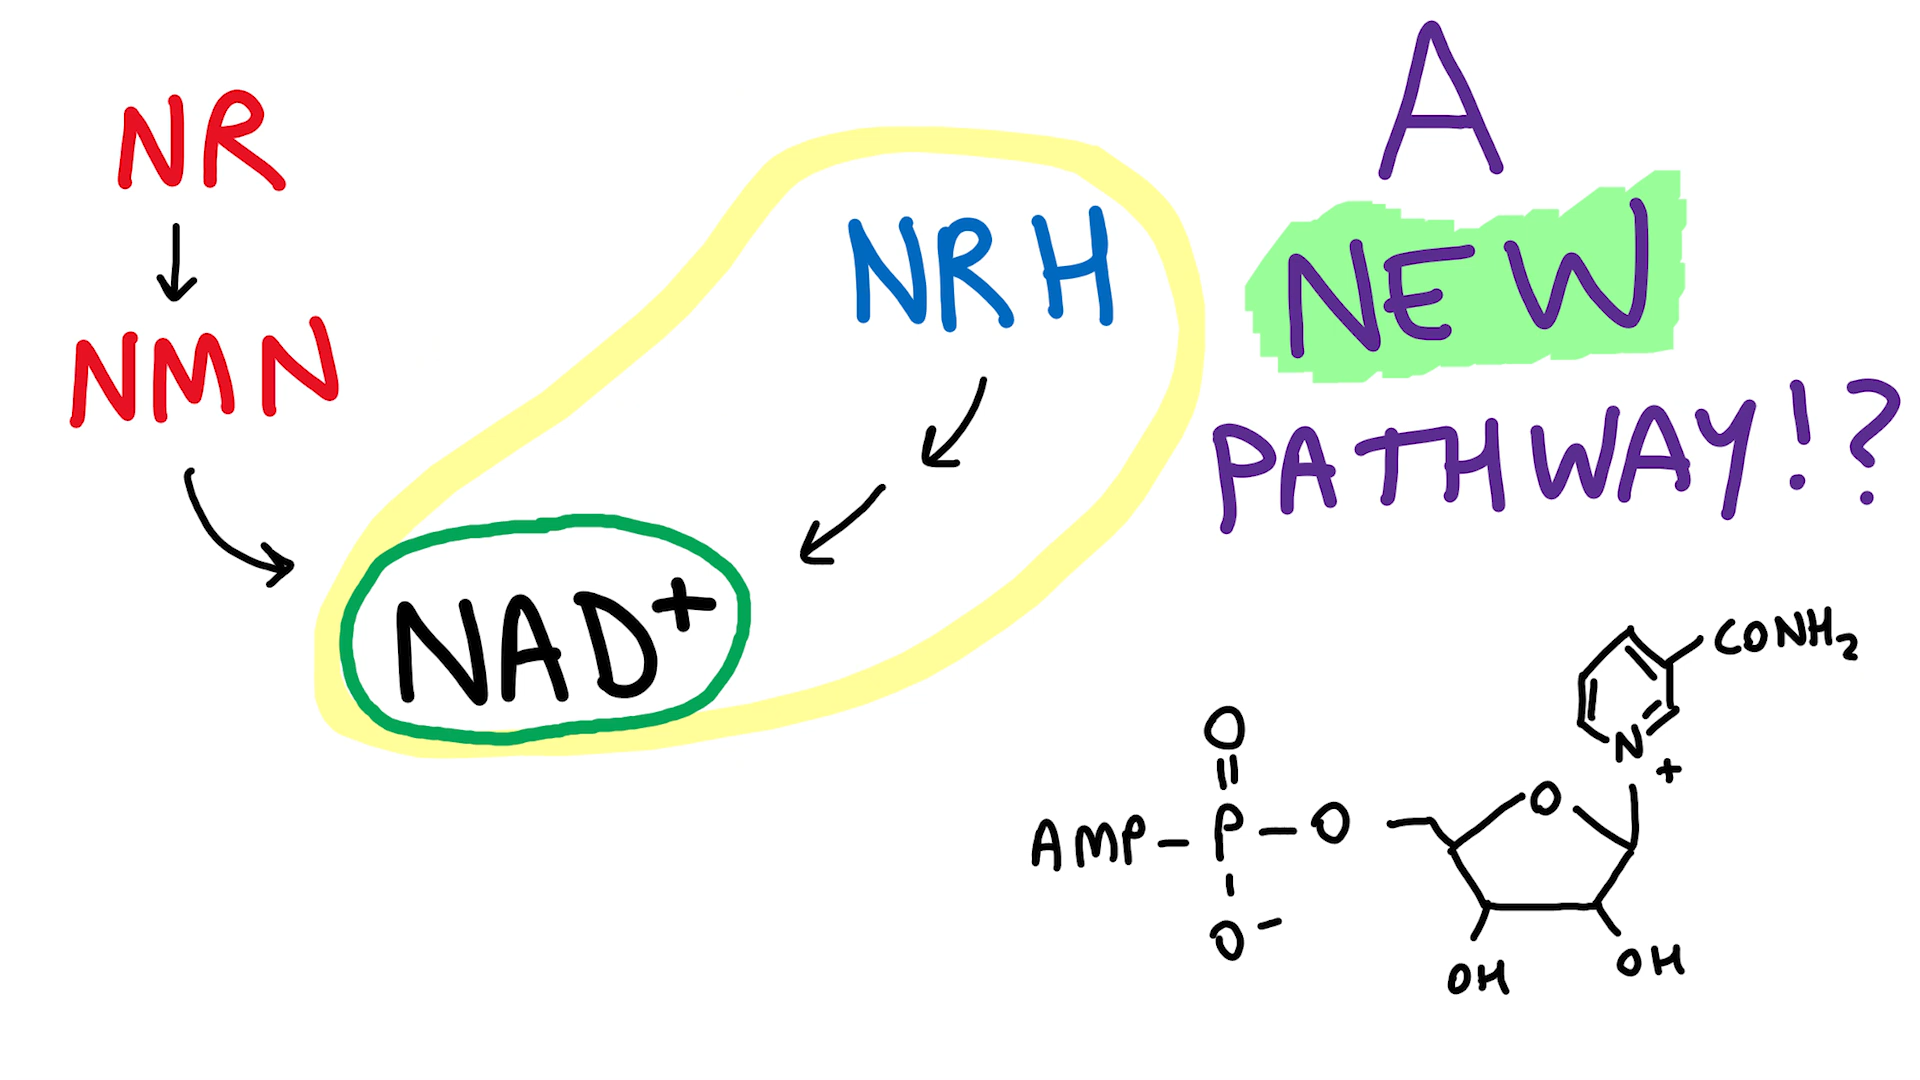 NR
NMN
NAD+
NRH
A
NEW
PATHWAY!?
CONH2
N
+
O
AMP-P-O
O
O-
OH
OH